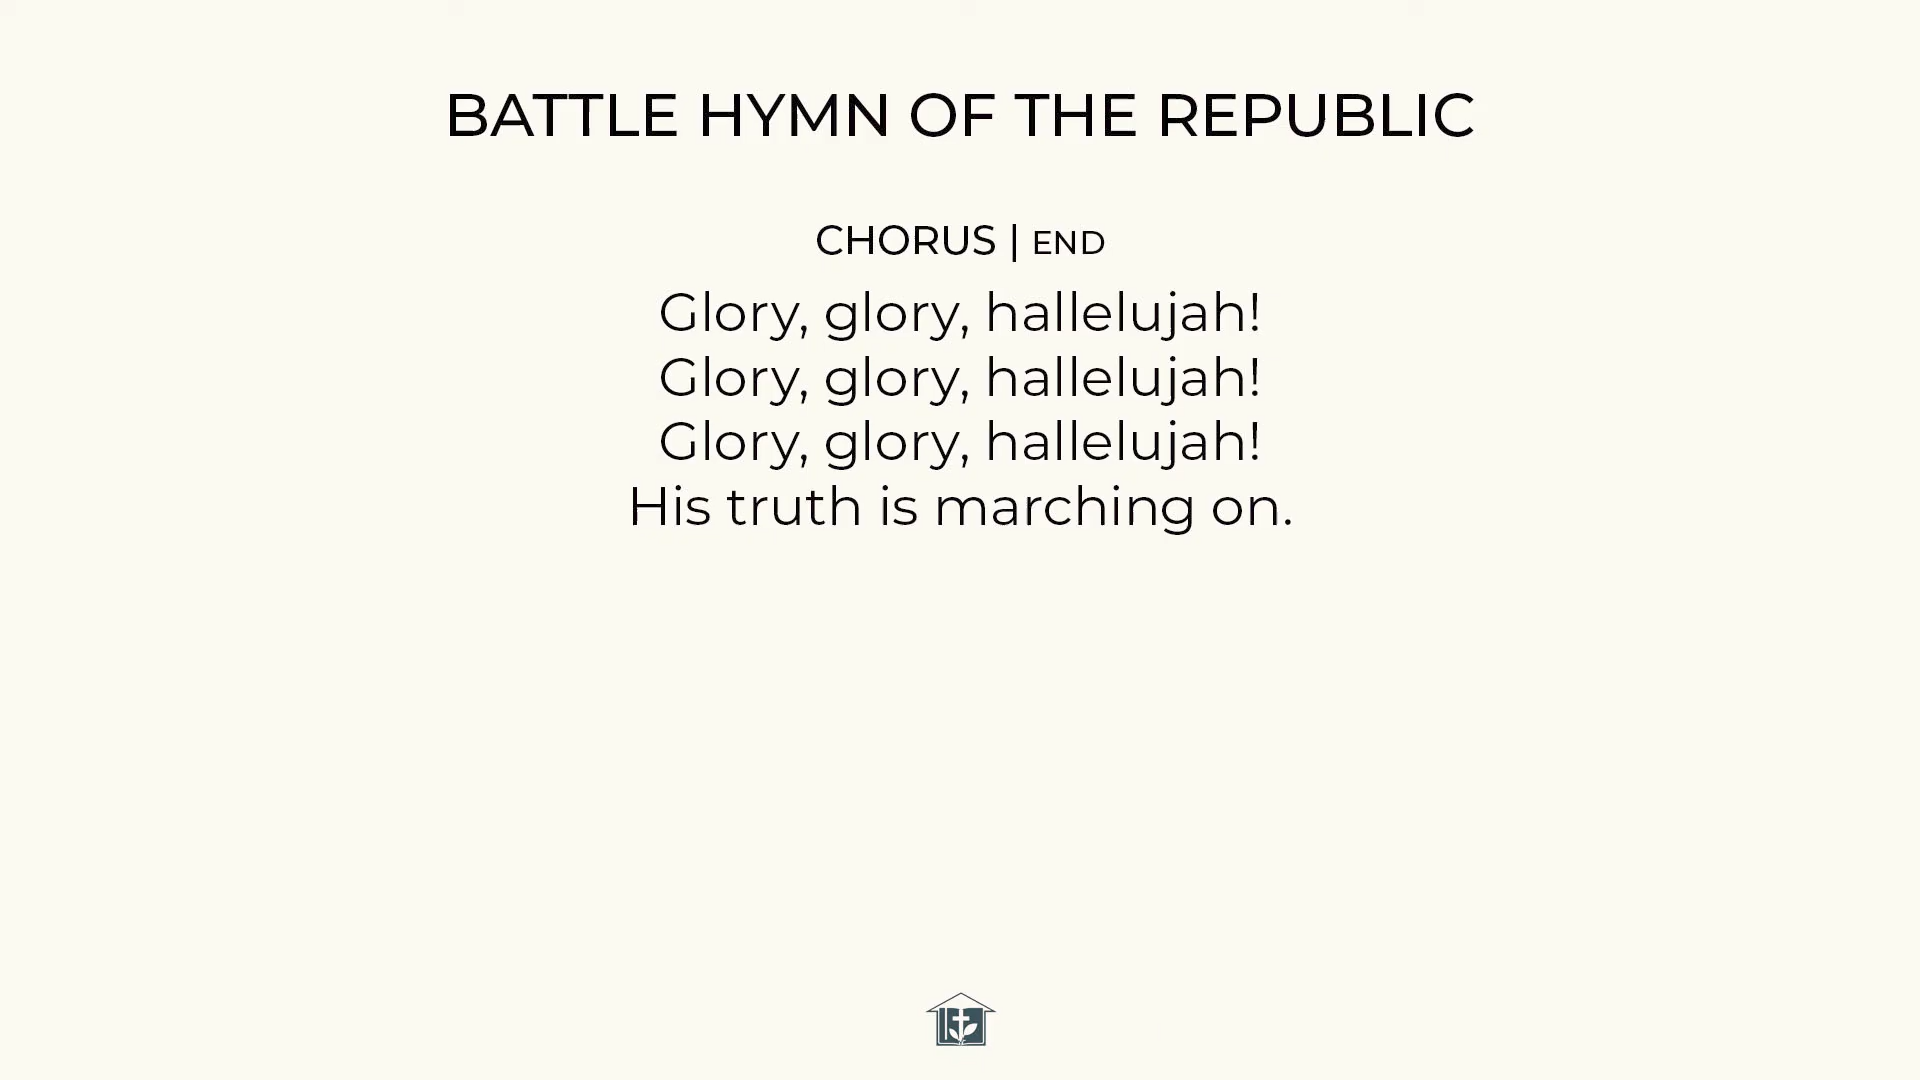 BATTLE HYMN OF THE REPUBLIC
CHORUS | END
Glory, glory, hallelujah!
Glory, glory, hallelujah!
Glory, glory, hallelujah!
His truth is marching on.